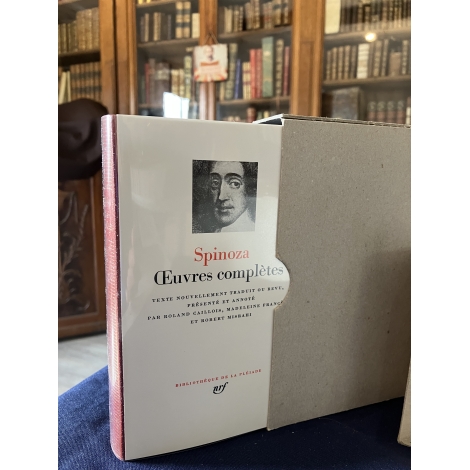 Spinoza
Œuvres complètes
TEXTE NOUVELLEMENT TRADUIT OU REVU,
PRÉSENTÉ ET ANNOTÉ
PAR ROLAND CAILLOIS, MADELEINE FRANC
ET ROBERT MISRAHI
BIBLIOTHÈQUE DE LA PLÉIADE
nrf